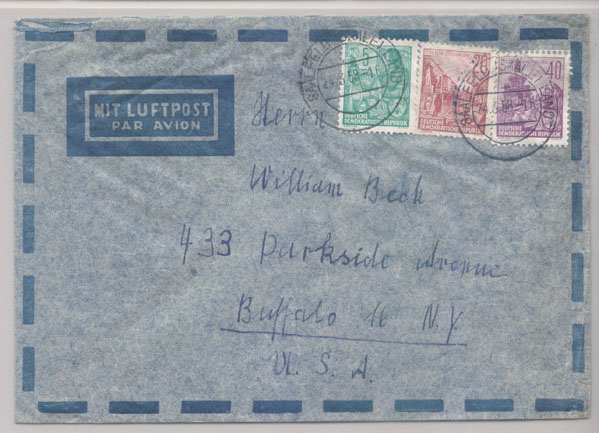 MIT LUFTPOST
PAR AVION
5
DEUTSCHE
DEMOKRATISCHE REPUBLIK
20
DEUTSCHE
DEMOKRATISCHE REPUBLIK
40
DEUTSCHE
DEMOKRATISCHE REPUBLIK
Herrn
William Beck
433 Parkside Avenue
Buffalo 16 N.Y.
U. S. A.